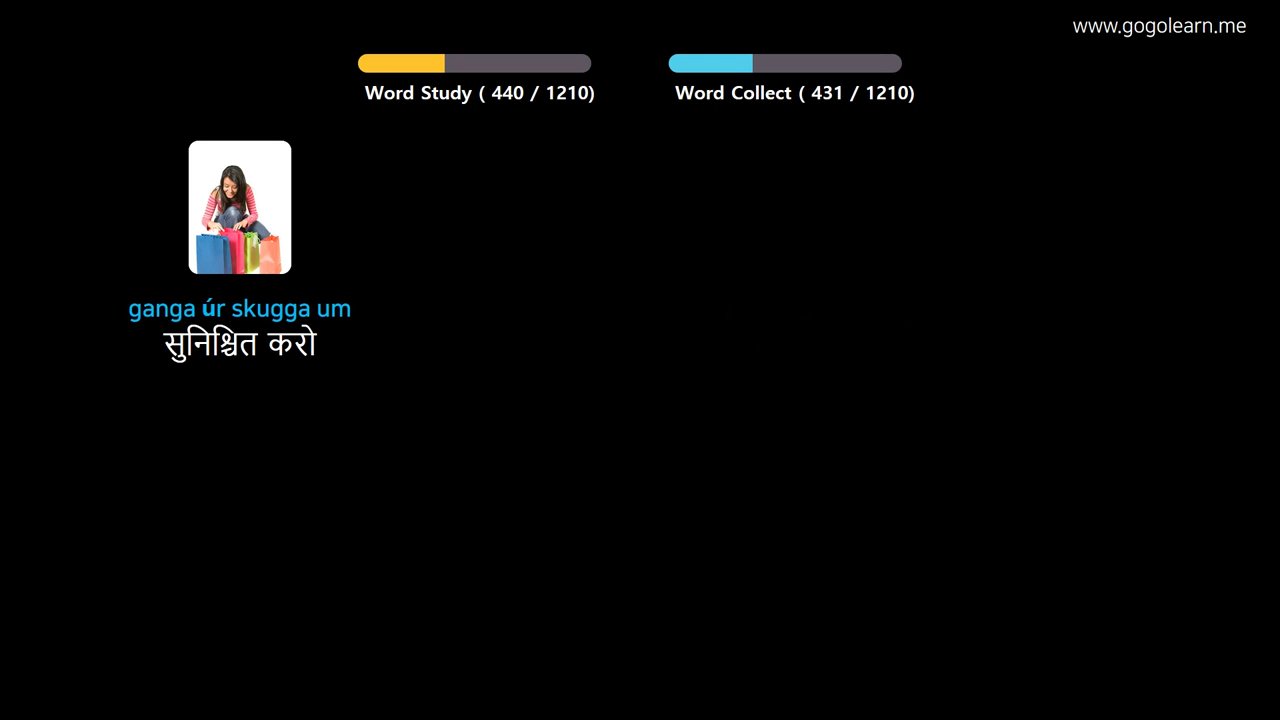 www.gogolearn.me
Word Study ( 440 / 1210)
Word Collect ( 431 / 1210)
ganga úr skugga um
सुनिश्चित करो